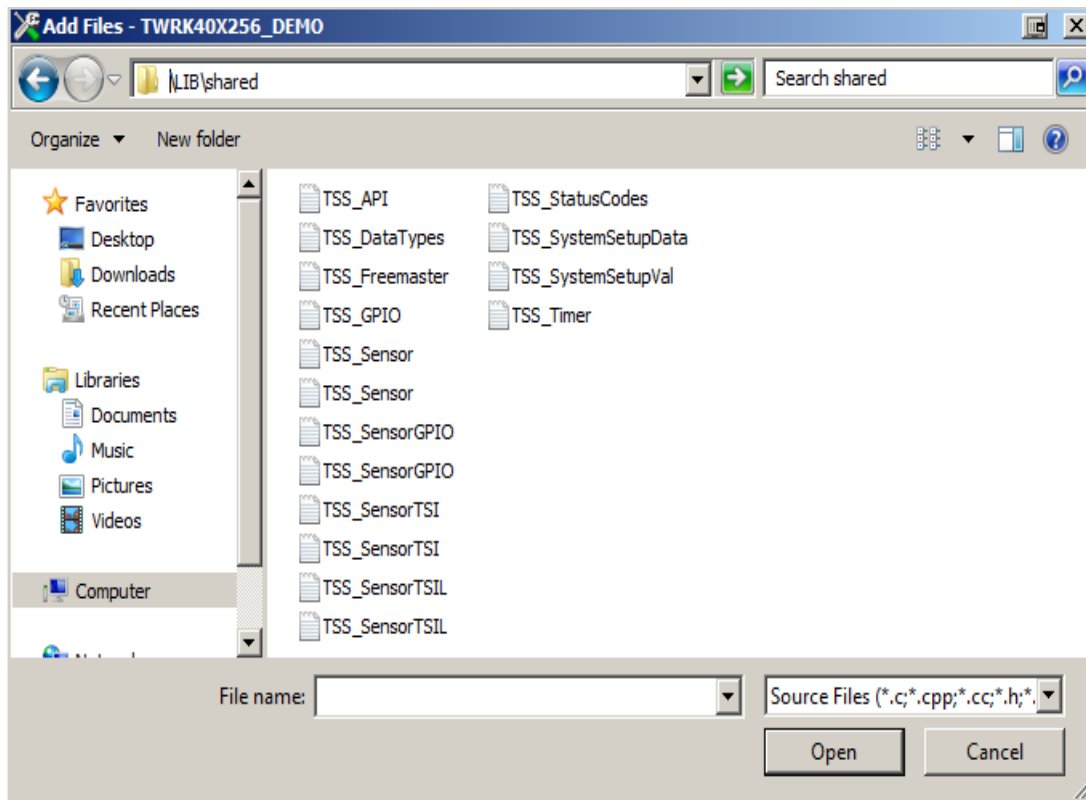 Add Files - TWRK40X256_DEMO
\LIB\shared
Search shared
Organize
New folder
Favorites
Desktop
Downloads
Recent Places
Libraries
Documents
Music
Pictures
Videos
Computer
TSS_API
TSS_DataTypes
TSS_Freemaster
TSS_GPIO
TSS_Sensor
TSS_Sensor
TSS_SensorGPIO
TSS_SensorGPIO
TSS_SensorTSI
TSS_SensorTSI
TSS_SensorTSIL
TSS_SensorTSIL
TSS_StatusCodes
TSS_SystemSetupData
TSS_SystemSetupVal
TSS_Timer
File name:
Source Files (*.c;*.cpp;*.cc;*.h;*.
Open
Cancel